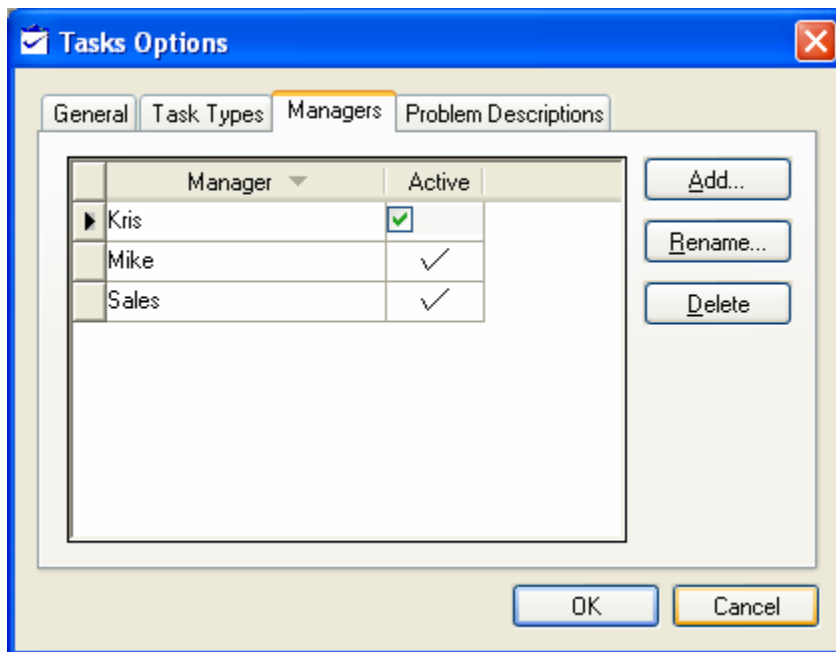 Tasks Options
General Task Types Managers Problem Descriptions
Manager Active
Kris
Mike
Sales
Add...
Rename...
Delete
OK Cancel